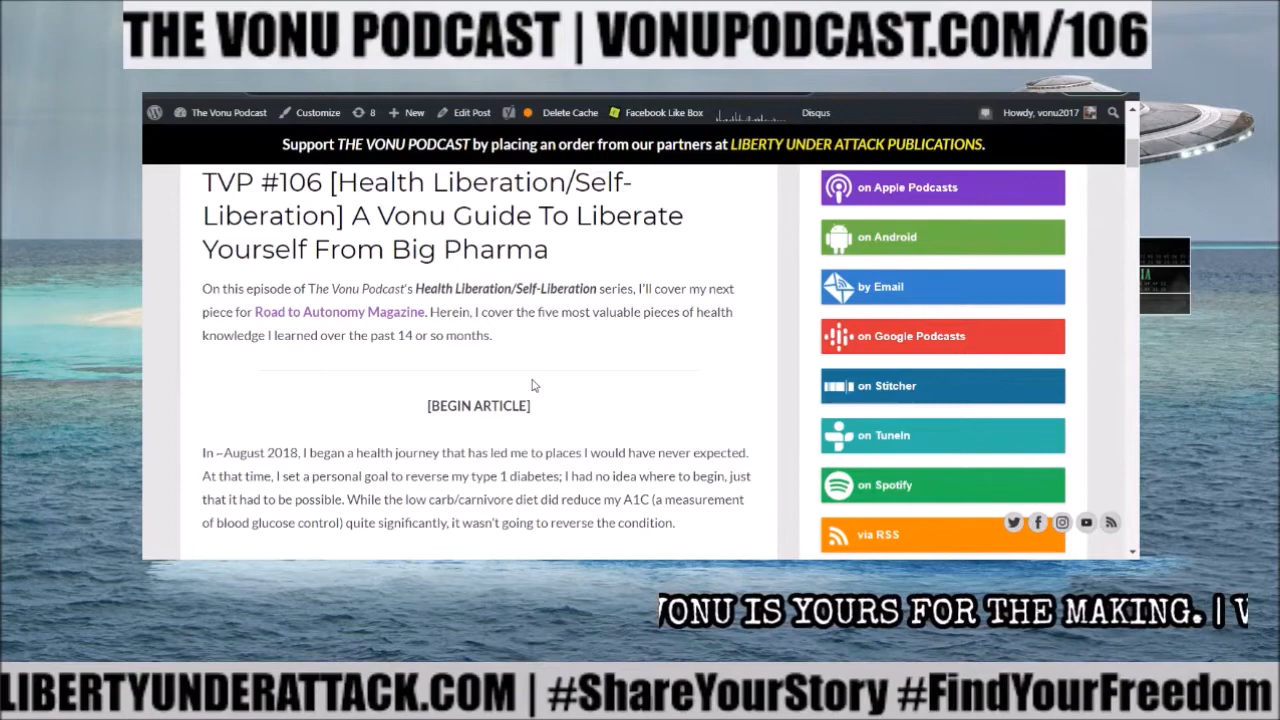 THE VONU PODCAST | VONUPODCAST.COM/106
The Vonu Podcast Customize 8 New Edit Post Delete Cache Facebook Like Box Disqus Howdy, vonu2017
Support THE VONU PODCAST by placing an order from our partners at LIBERTY UNDER ATTACK PUBLICATIONS.
TVP #106 [Health Liberation/Self-
Liberation] A Vonu Guide To Liberate
Yourself From Big Pharma
On this episode of The Vonu Podcast's Health Liberation/Self-Liberation series, I'll cover my next
piece for Road to Autonomy Magazine. Herein, I cover the five most valuable pieces of health
knowledge I learned over the past 14 or so months.
[BEGIN ARTICLE]
In ~August 2018, I began a health journey that has led me to places I would have never expected.
At that time, I set a personal goal to reverse my type 1 diabetes; I had no idea where to begin, just
that it had to be possible. While the low carb/carnivore diet did reduce my A1C (a measurement
of blood glucose control) quite significantly, it wasn't going to reverse the condition.
on Apple Podcasts
on Android
by Email
on Google Podcasts
on Stitcher
on TuneIn
on Spotify
via RSS
VONU IS YOURS FOR THE MAKING. | V
LIBERTYUNDERATTACK.COM | #ShareYourStory #FindYourFreedom